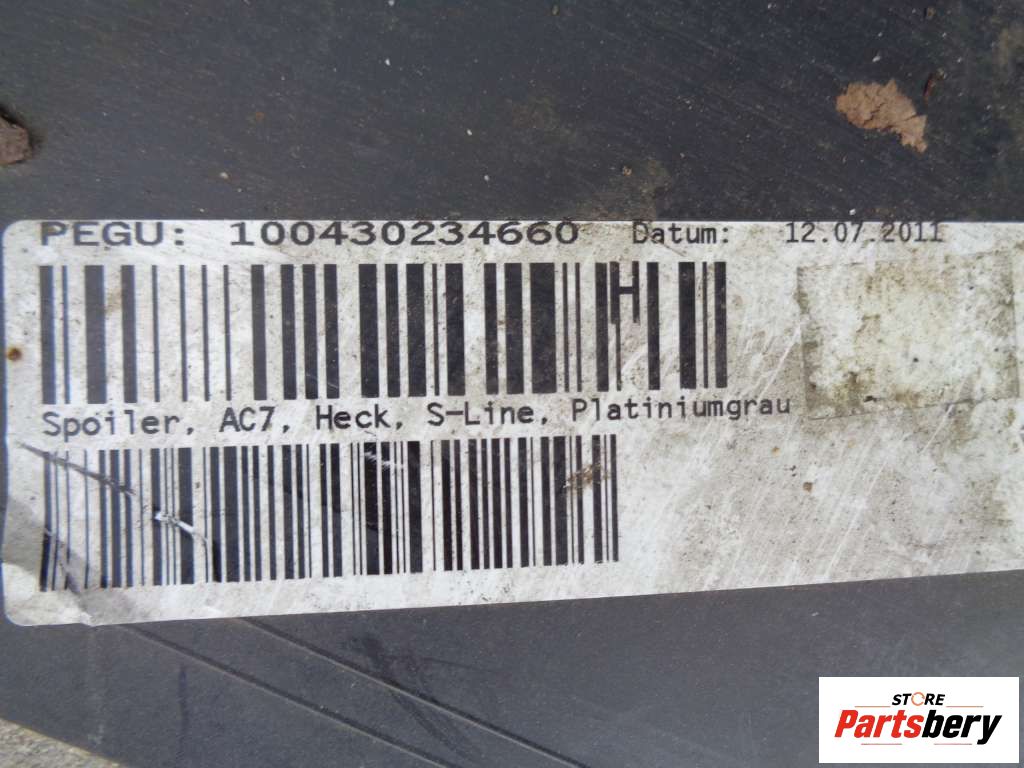 PEGU: 100430234660 Datum: 12.07.2011
H
Spoiler, AC7, Heck, S-Line, Platiniumgrau
STORE
Partsbery